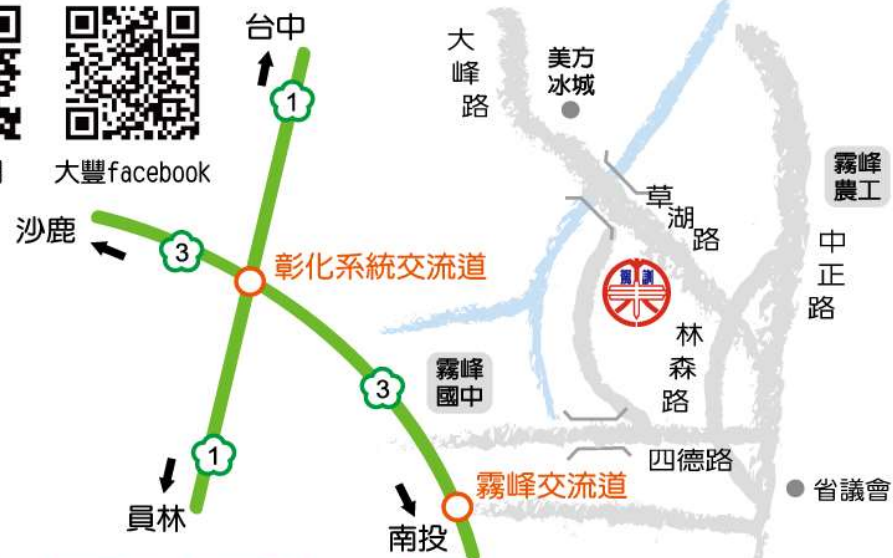 台中
1
大豐facebook
沙鹿
3
彰化系統交流道
3
1
員林
南投
霧峰交流道
大峰路
美方
冰城
草湖路
霧峰
農工
中正路
駕訓
林森路
霧峰
國中
四德路
省議會